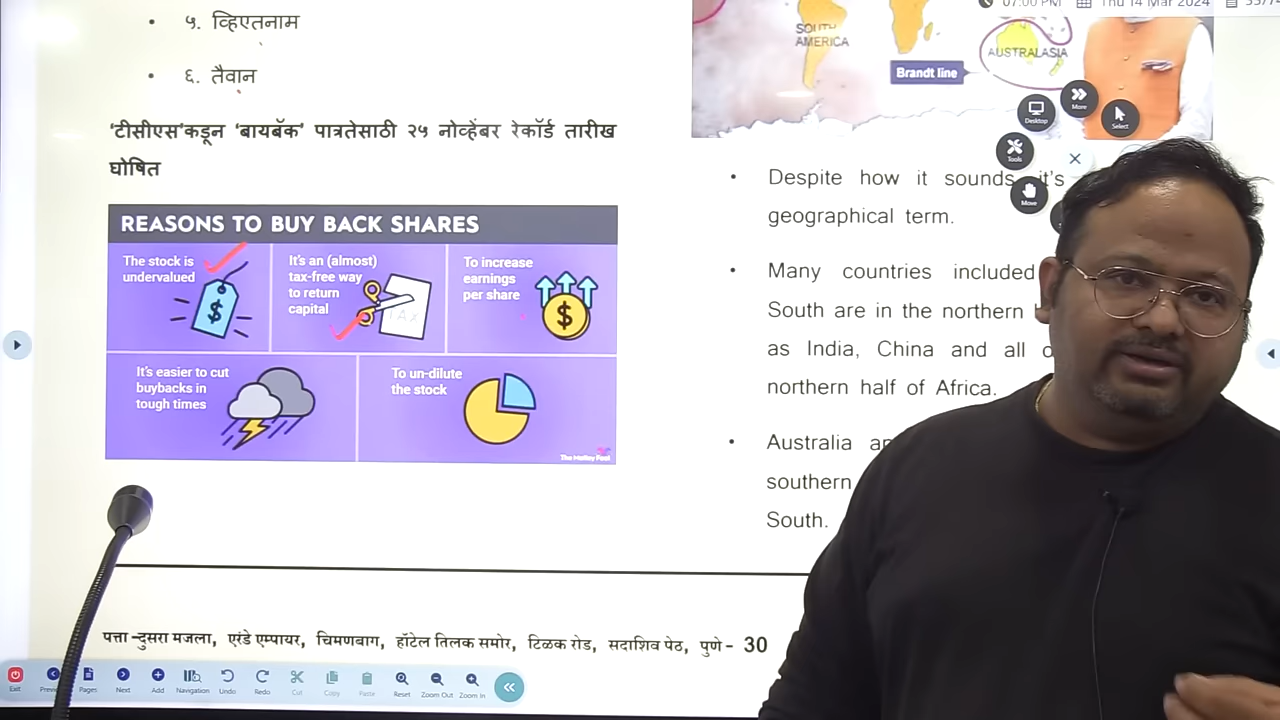 ५. व्हिएतनाम
६. तैवान
'टीसीएस'कडून 'बायबॅक' पात्रतेसाठी २५ नोव्हेंबर रेकॉर्ड तारीख
घोषित
REASONS TO BUY BACK SHARES
The stock is
undervalued
It's an (almost)
tax-free way
to return
capital
TAX
To increase
earnings
per share
It's easier to cut
buybacks in
tough times
To un-dilute
the stock
The Motley Fool
07:00 PM Thu 14 Mar 2024
SOUTH
AMERICA
AUSTRALASIA
Brandt line
More
Desktop
Select
Tools
Move
Despite how it sounds, it's
geographical term.
Many countries included
South are in the northern
as India, China and all
northern half of Africa.
Australia
southern
South.
पत्ता -दुसरा मजला, एरंडे एम्पायर, चिमणबाग, हॉटेल तिलक समोर, टिळक रोड, सदाशिव पेठ, पुणे - 30
Exit Pages Next Add Navigation Undo Redo Cut Copy Paste Reset Zoom Out Zoom In